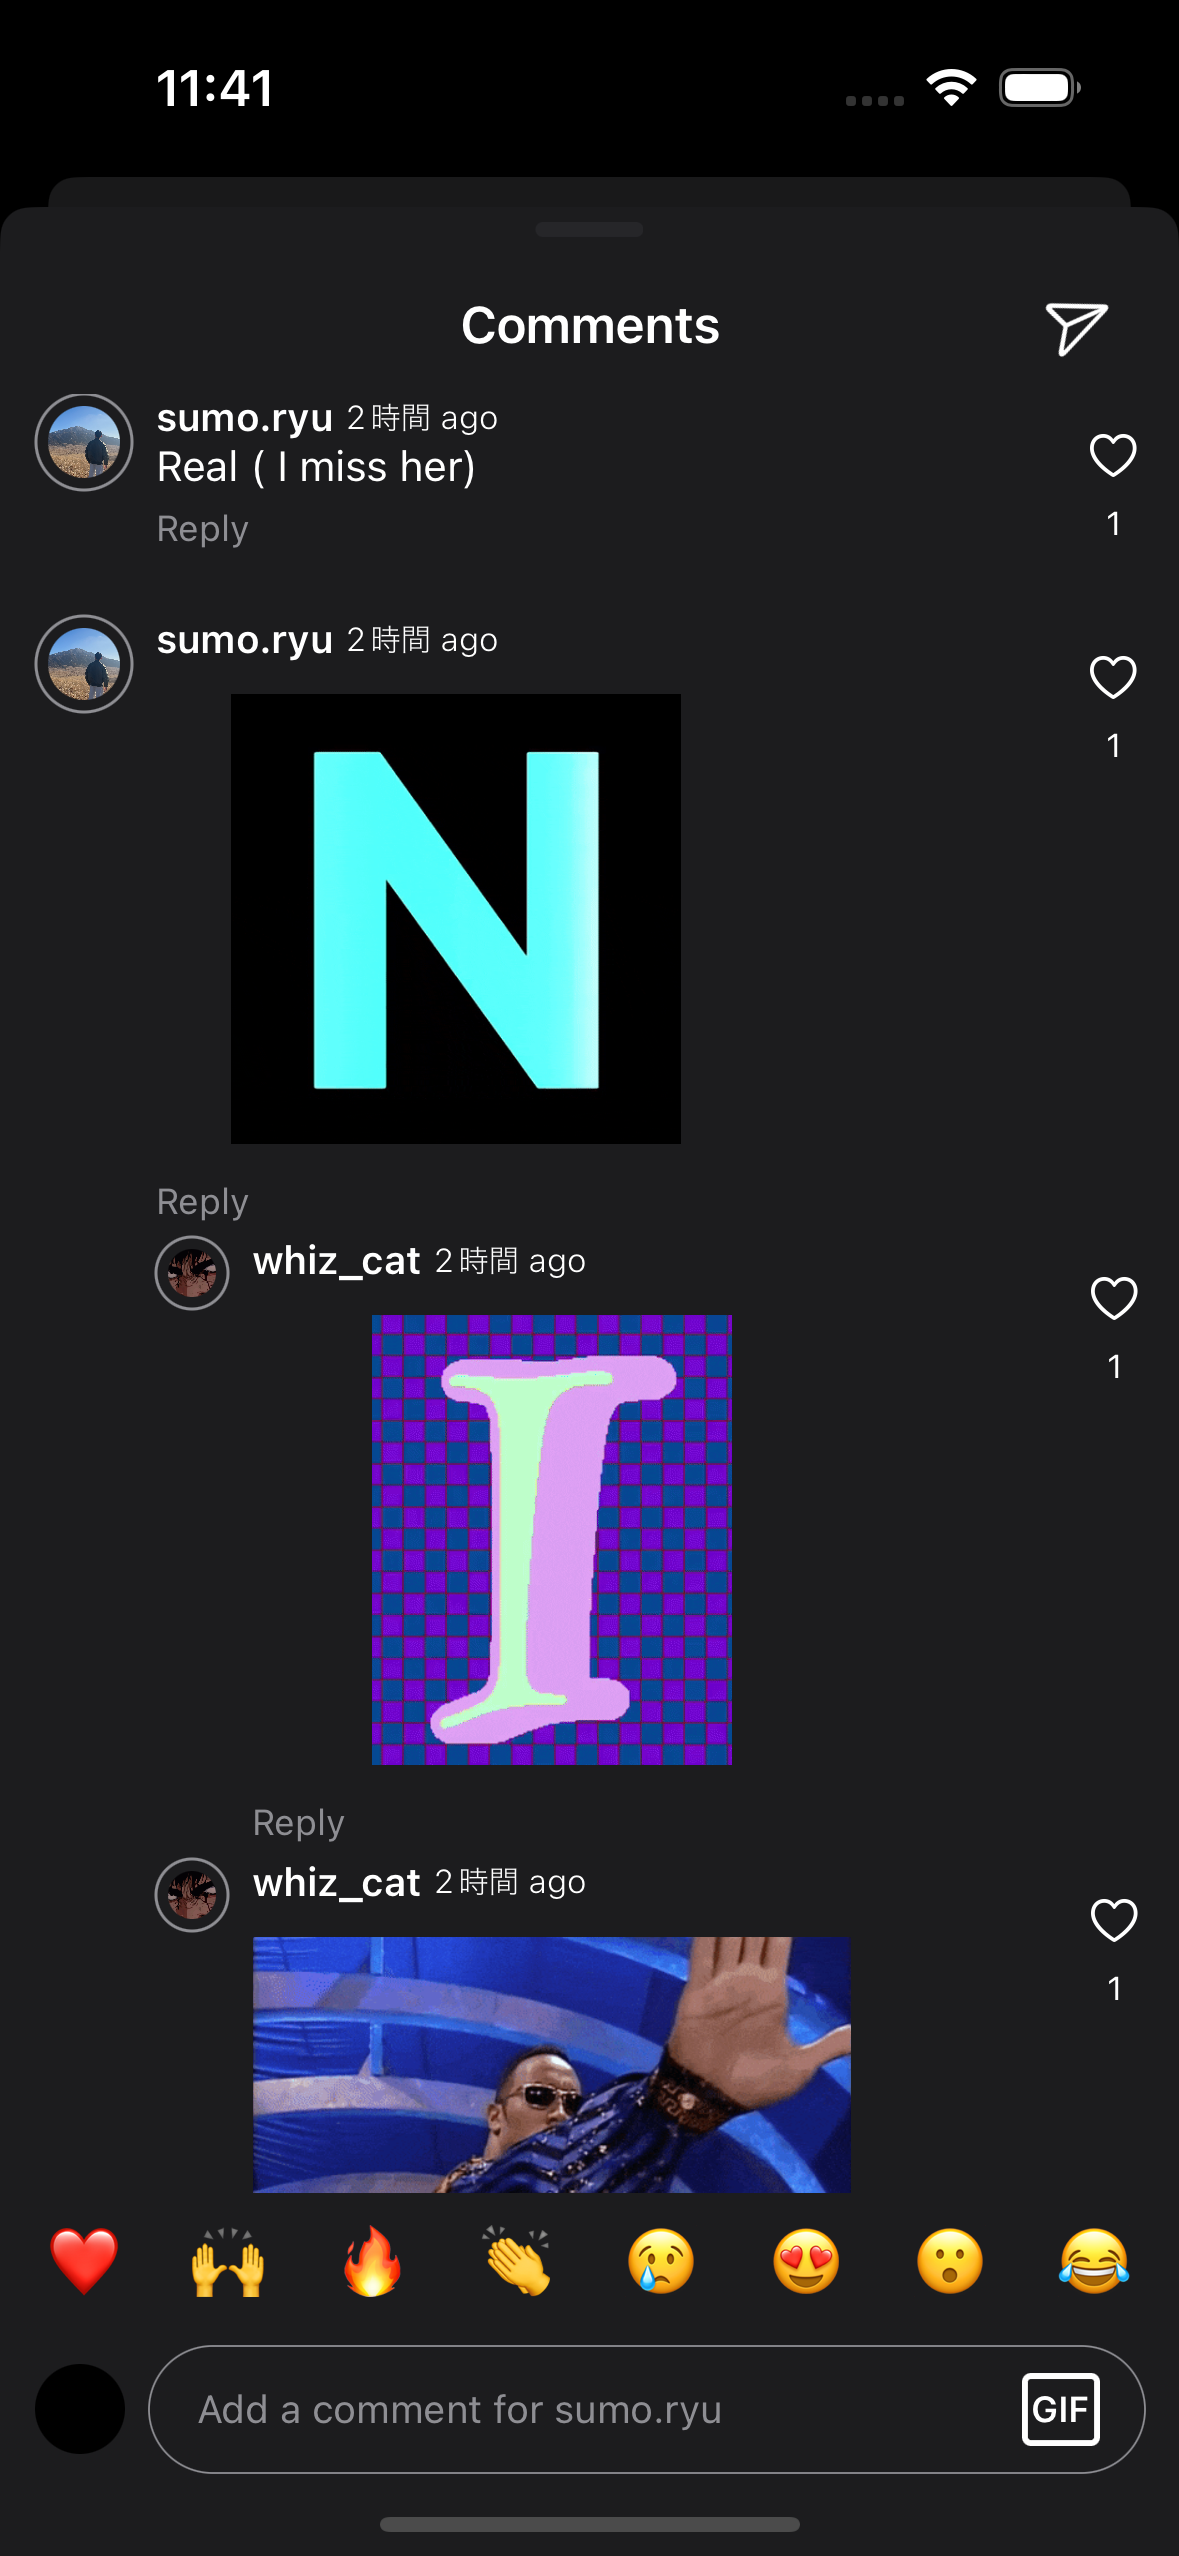 11:41
Comments
sumo.ryu 2時間 ago
Real ( I miss her)
Reply
1
sumo.ryu 2時間 ago
1
N
Reply
whiz_cat 2時間 ago
1
I
Reply
whiz_cat 2時間 ago
1
Add a comment for sumo.ryu
GIF